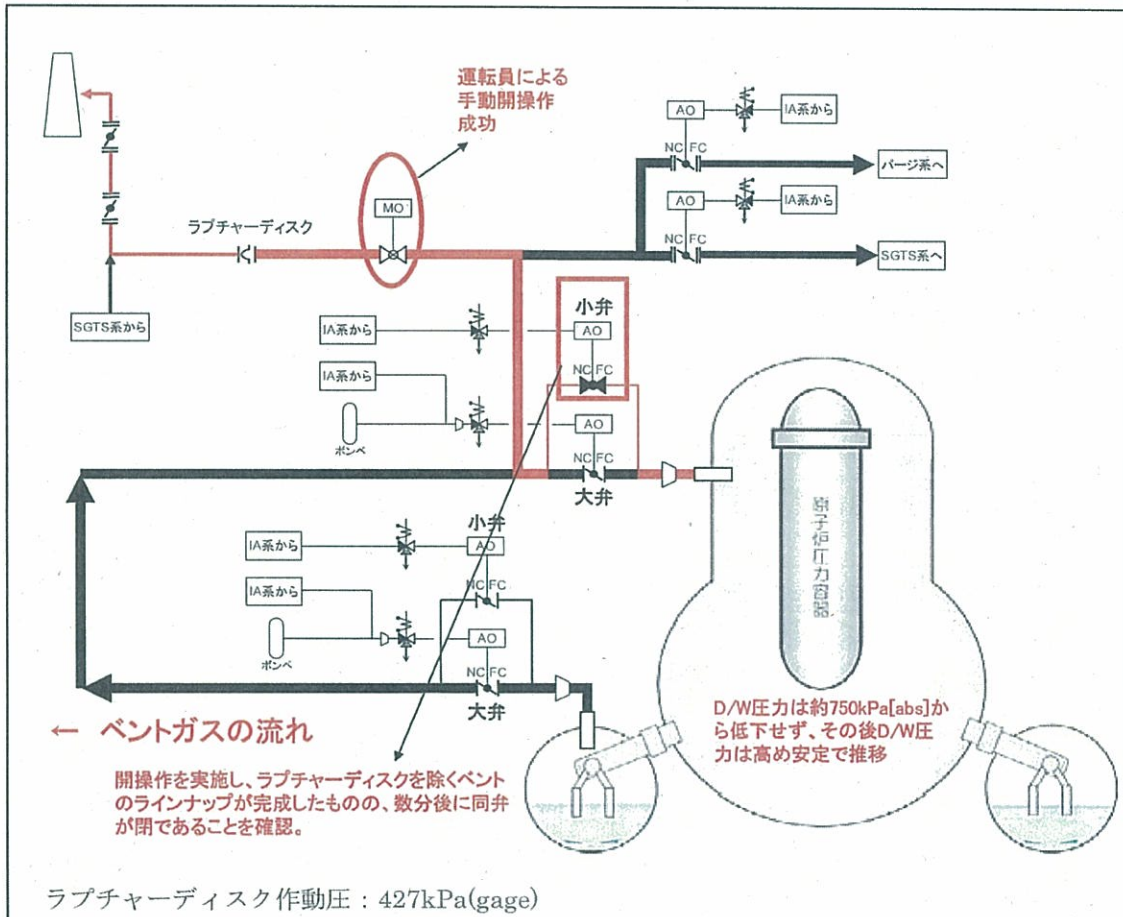 運転員による
手動開操作
成功
AO
IA系から
NC FC
パージ系へ
AO
IA系から
NC FC
SGTS系へ
MO
ラプチャーディスク
SGTS系から
小弁
IA系から
AO
NC FC
IA系から
AO
ボンベ
NC FC
大弁
小弁
IA系から
AO
NC FC
IA系から
AO
ボンベ
NC FC
大弁
原子炉圧力容器
← ベントガスの流れ
D/W圧力は約750kPa[abs]か
ら低下せず、その後D/W圧
力は高め安定で推移
開操作を実施し、ラプチャーディスクを除くベント
のラインナップが完成したものの、数分後に同弁
が閉であることを確認。
ラプチャーディスク作動圧：427kPa(gage)